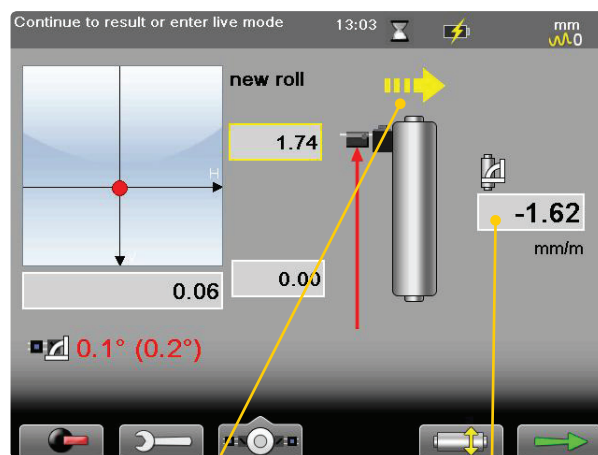 Continue to result or enter live mode 13:03 mm
0
new roll
1.74
H
-1.62
mm/m
0.00
0.06
0.1° (0.2°)